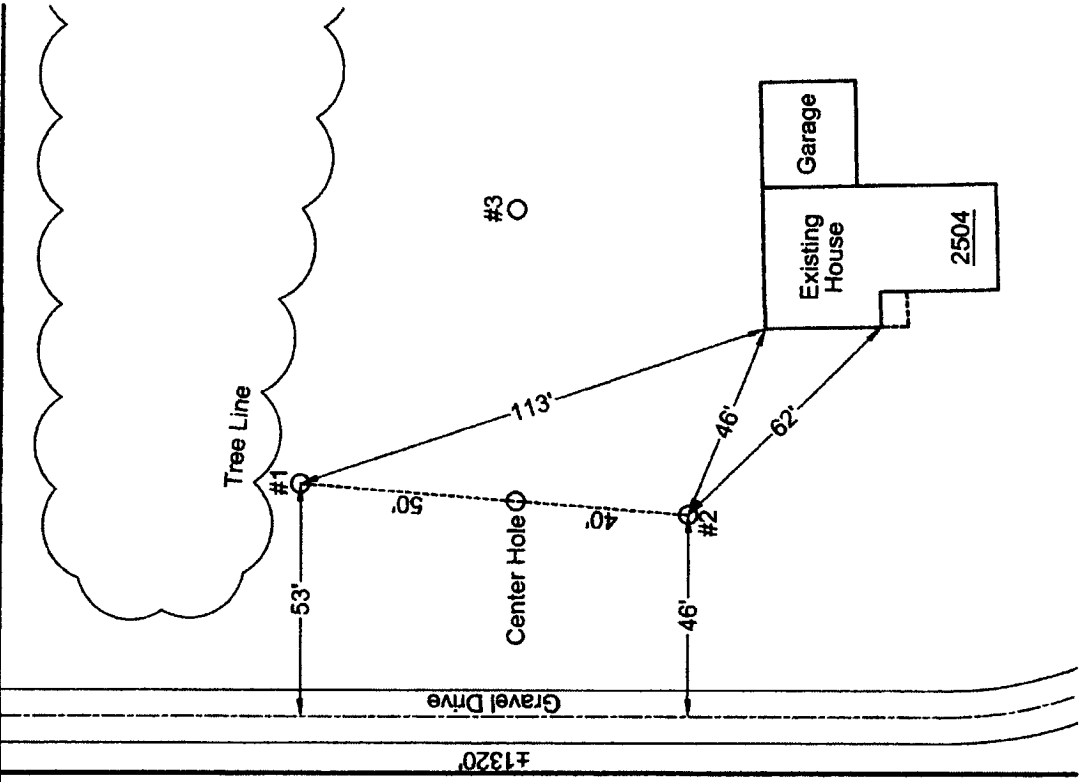 Tree Line
#1
#3
Garage
Existing
House
2504
113'
46'
62'
50'
40'
Center Hole
#2
53'
46'
Gravel Drive
±1320'